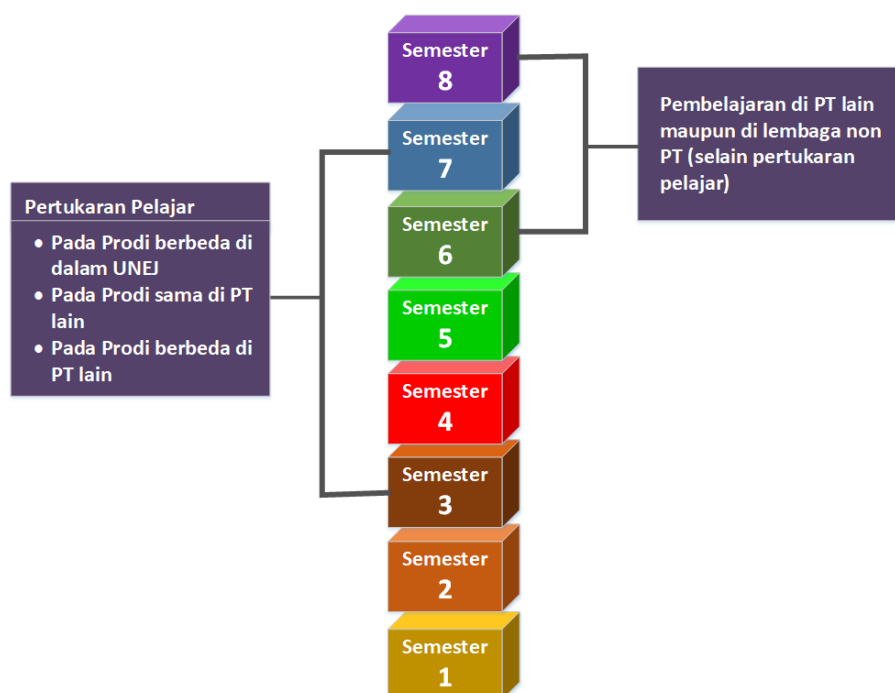 Semester
8
Pembelajaran di PT lain
maupun di lembaga non
PT (selain pertukaran
pelajar)
Semester
7
Pertukaran Pelajar
• Pada Prodi berbeda di
dalam UNEJ
• Pada Prodi sama di PT
lain
• Pada Prodi berbeda di
PT lain
Semester
6
Semester
5
Semester
4
Semester
3
Semester
2
Semester
1